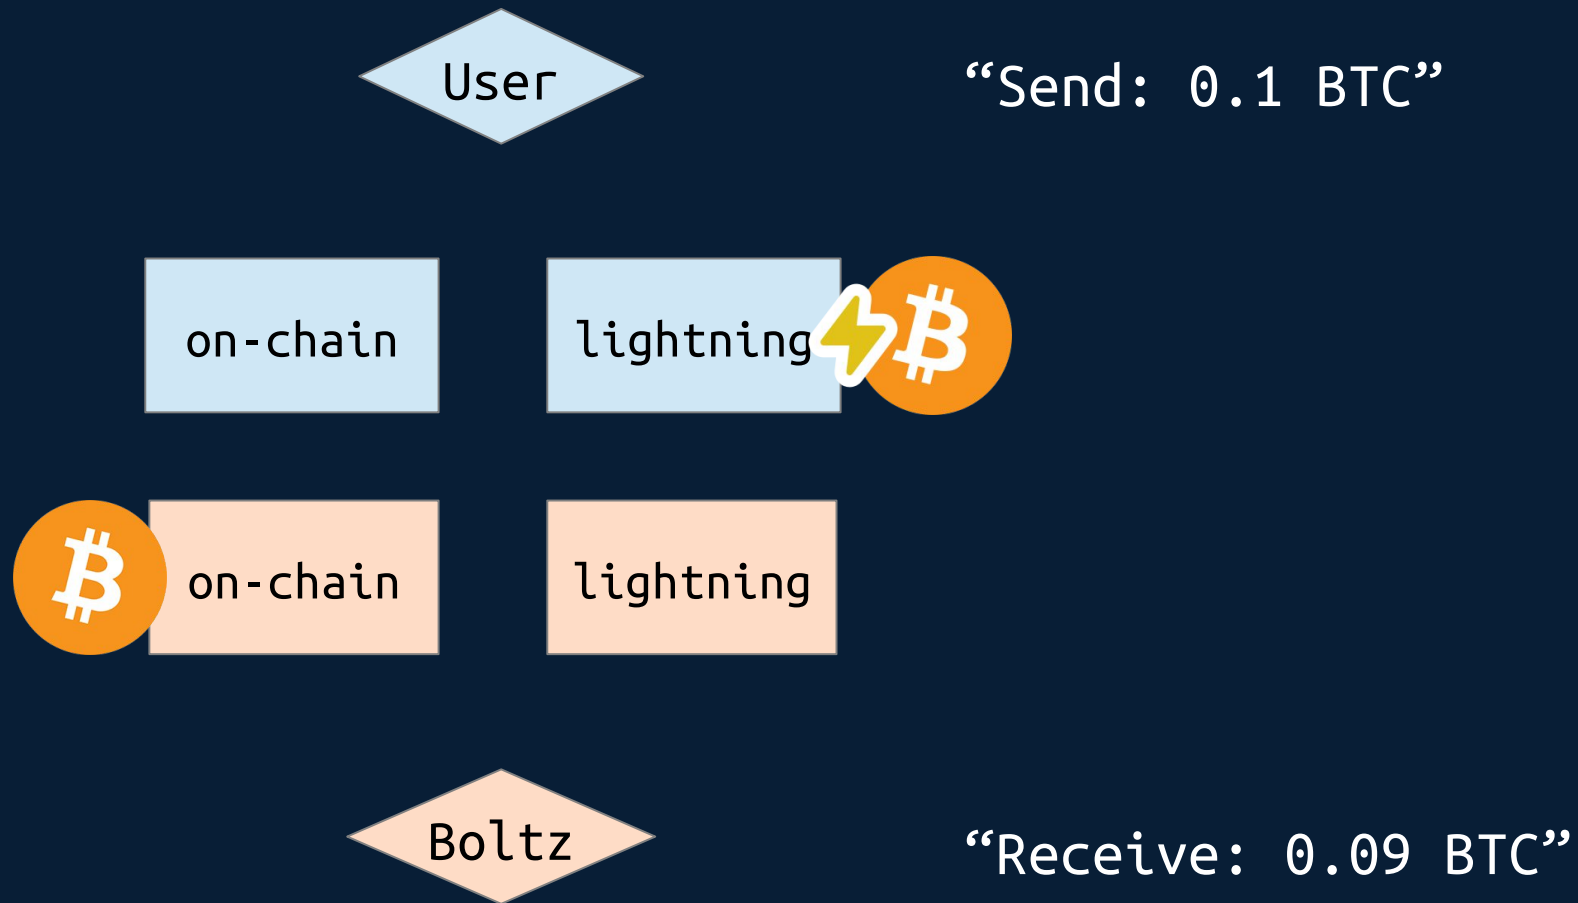 User
“Send: 0.1 BTC”
on-chain
lightning
on-chain
lightning
Boltz
“Receive: 0.09 BTC”